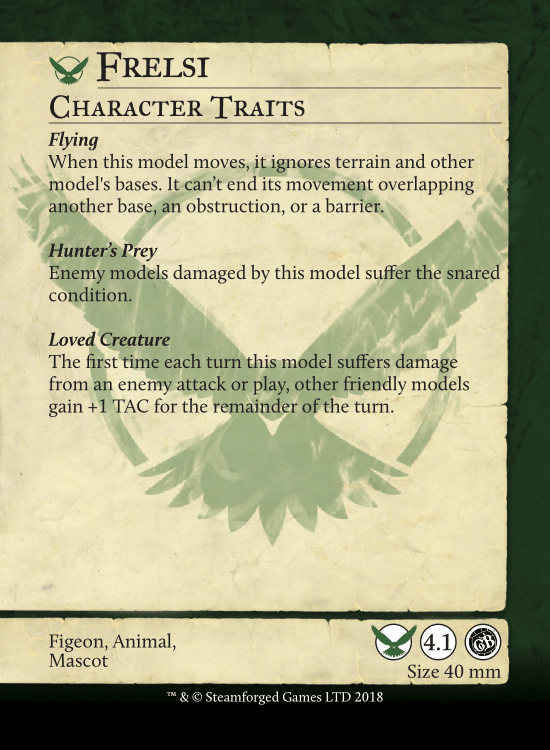 Frelsi
Character Traits
Flying
When this model moves, it ignores terrain and other
model's bases. It can't end its movement overlapping
another base, an obstruction, or a barrier.
Hunter's Prey
Enemy models damaged by this model suffer the snared
condition.
Loved Creature
The first time each turn this model suffers damage
from an enemy attack or play, other friendly models
gain +1 TAC for the remainder of the turn.
Figeon, Animal,
Mascot
4.1
GB
Size 40 mm
™ & © Steamforged Games LTD 2018